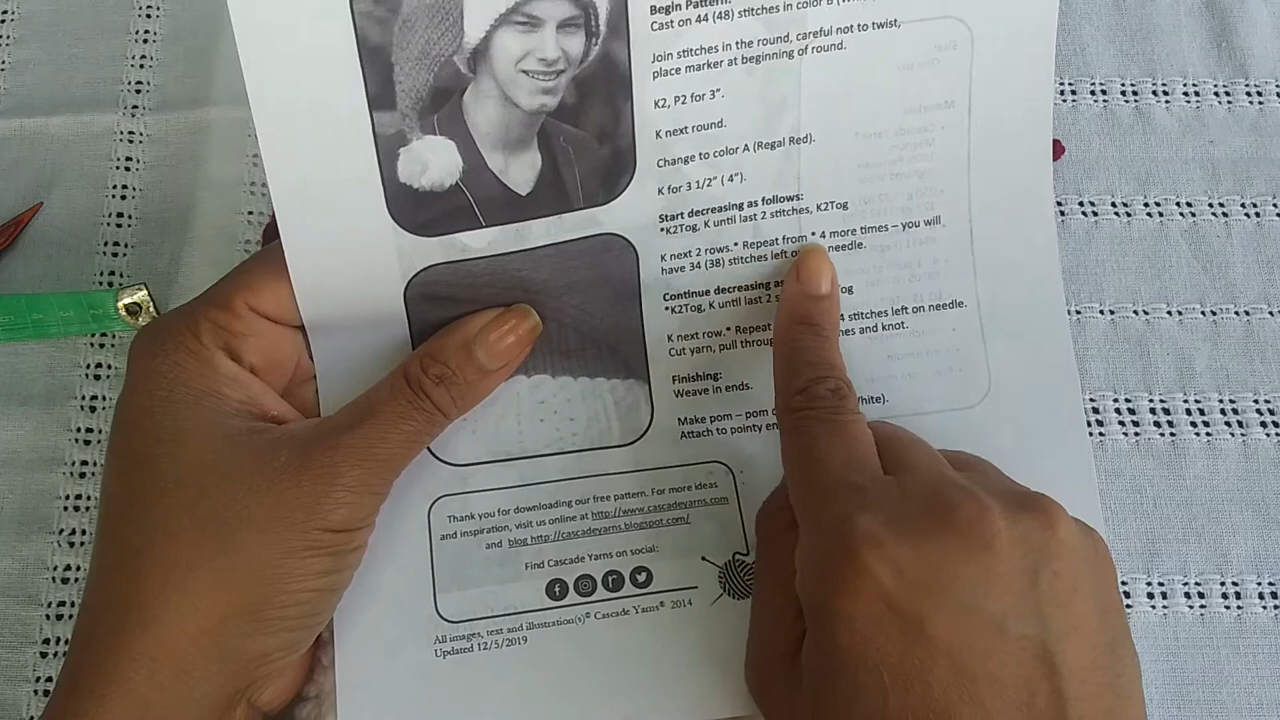 Begin Pattern:
Cast on 44 (48) stitches in color B
Join stitches in the round, careful not to twist,
place marker at beginning of round.
K2, P2 for 3”.
K next round.
Change to color A (Regal Red).
K for 3 1/2” ( 4”).
Start decreasing as follows:
*K2Tog, K until last 2 stitches, K2Tog
K next 2 rows.* Repeat from * 4 more times – you will
have 34 (38) stitches left needle.
Continue decreasing as
*K2Tog, K until last 2
K next row.* Repeat 4 stitches left on needle.
Cut yarn, pull and knot.
Finishing:
Weave in ends.
Make pom – pom
Attach to pointy
Thank you for downloading our free pattern. For more ideas
and inspiration, visit us online at http://www.cascadeyarns.com
and blog http://cascadeyarns.blogspot.com/
Find Cascade Yarns on social:
All images, text and illustration(s)© Cascade Yarns® 2014
Updated 12/5/2019